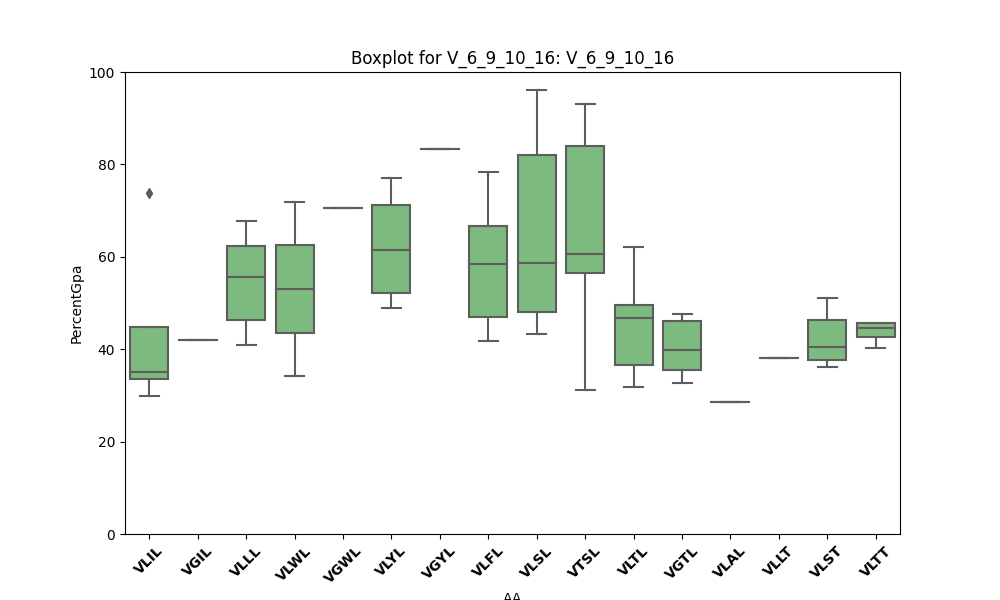 Boxplot for V_6_9_10_16: V_6_9_10_16
100
80
60
40
20
0
PercentGpa
VLIL VGIL VLLL VLWL VGWL VLYL VGYL VLFL VLSL VTSL VLTL VGTL VLAL VLLT VLST VLTT
AA